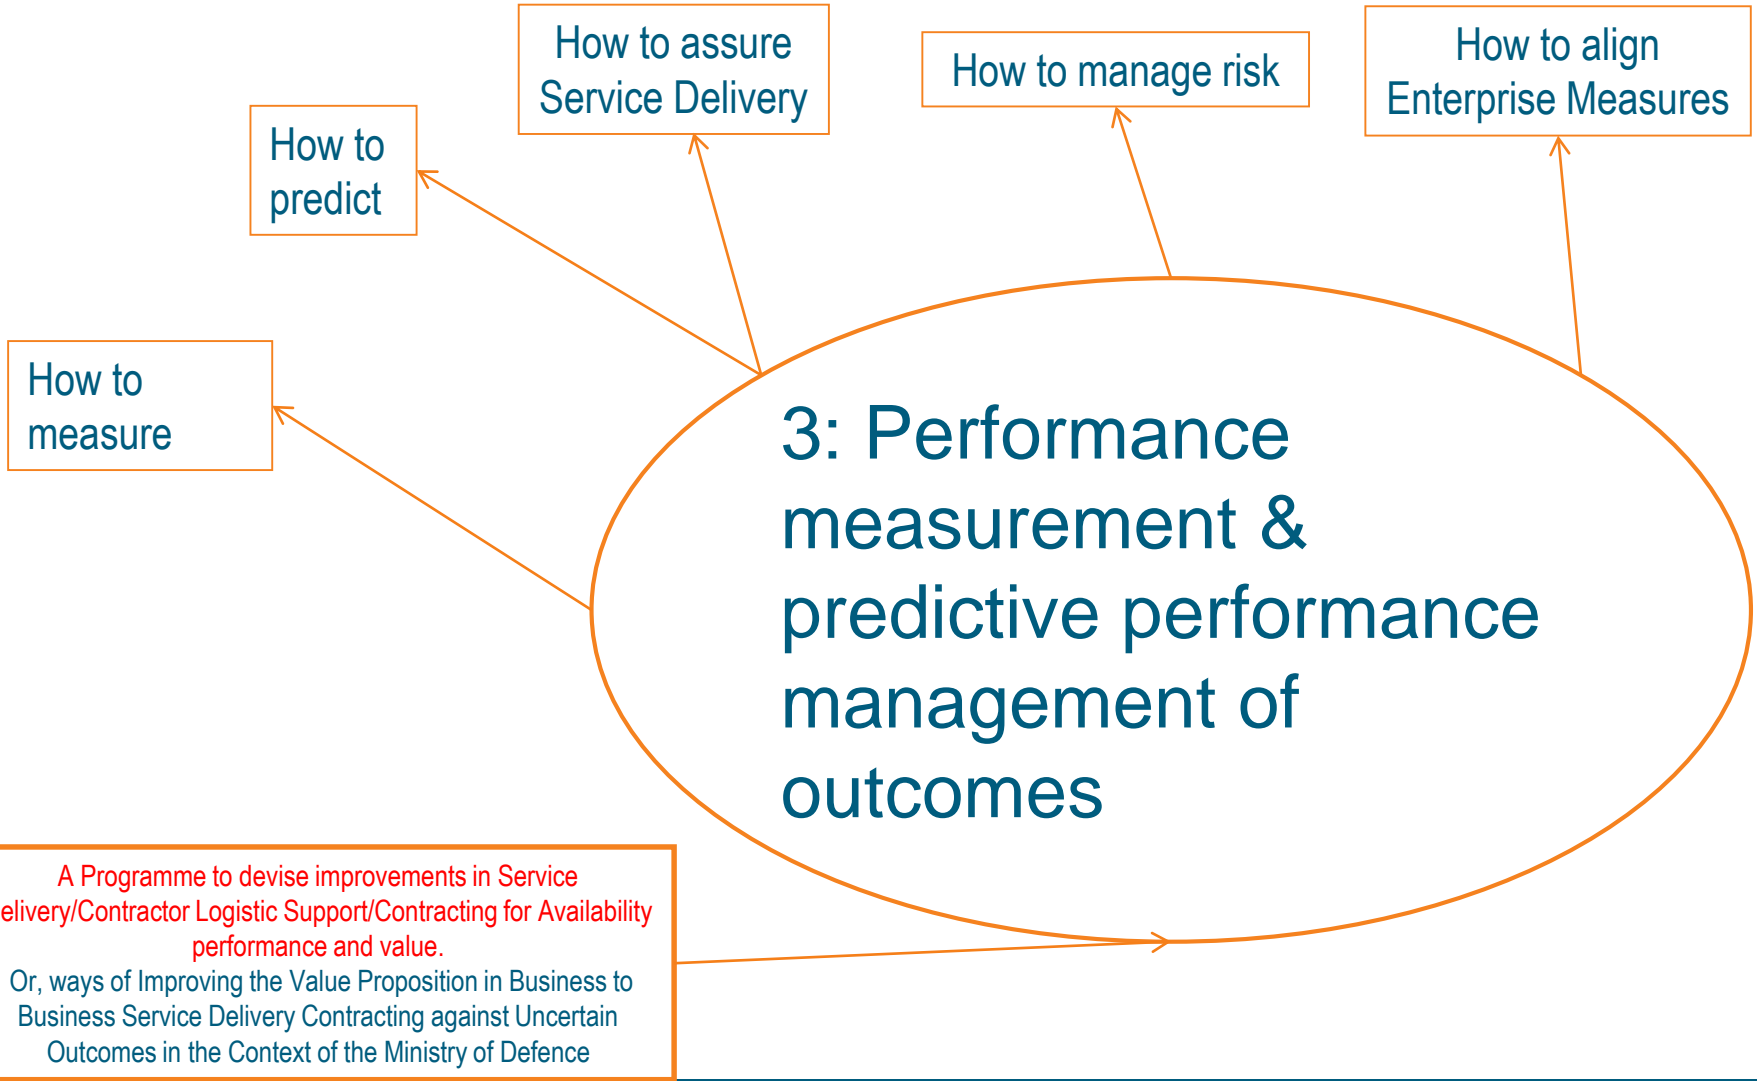 How to assure
Service Delivery
How to manage risk
How to align
Enterprise Measures
How to
predict
How to
measure
3: Performance
measurement &
predictive performance
management of
outcomes
A Programme to devise improvements in Service
elivery/Contractor Logistic Support/Contracting for Availability
performance and value.
Or, ways of Improving the Value Proposition in Business to
Business Service Delivery Contracting against Uncertain
Outcomes in the Context of the Ministry of Defence